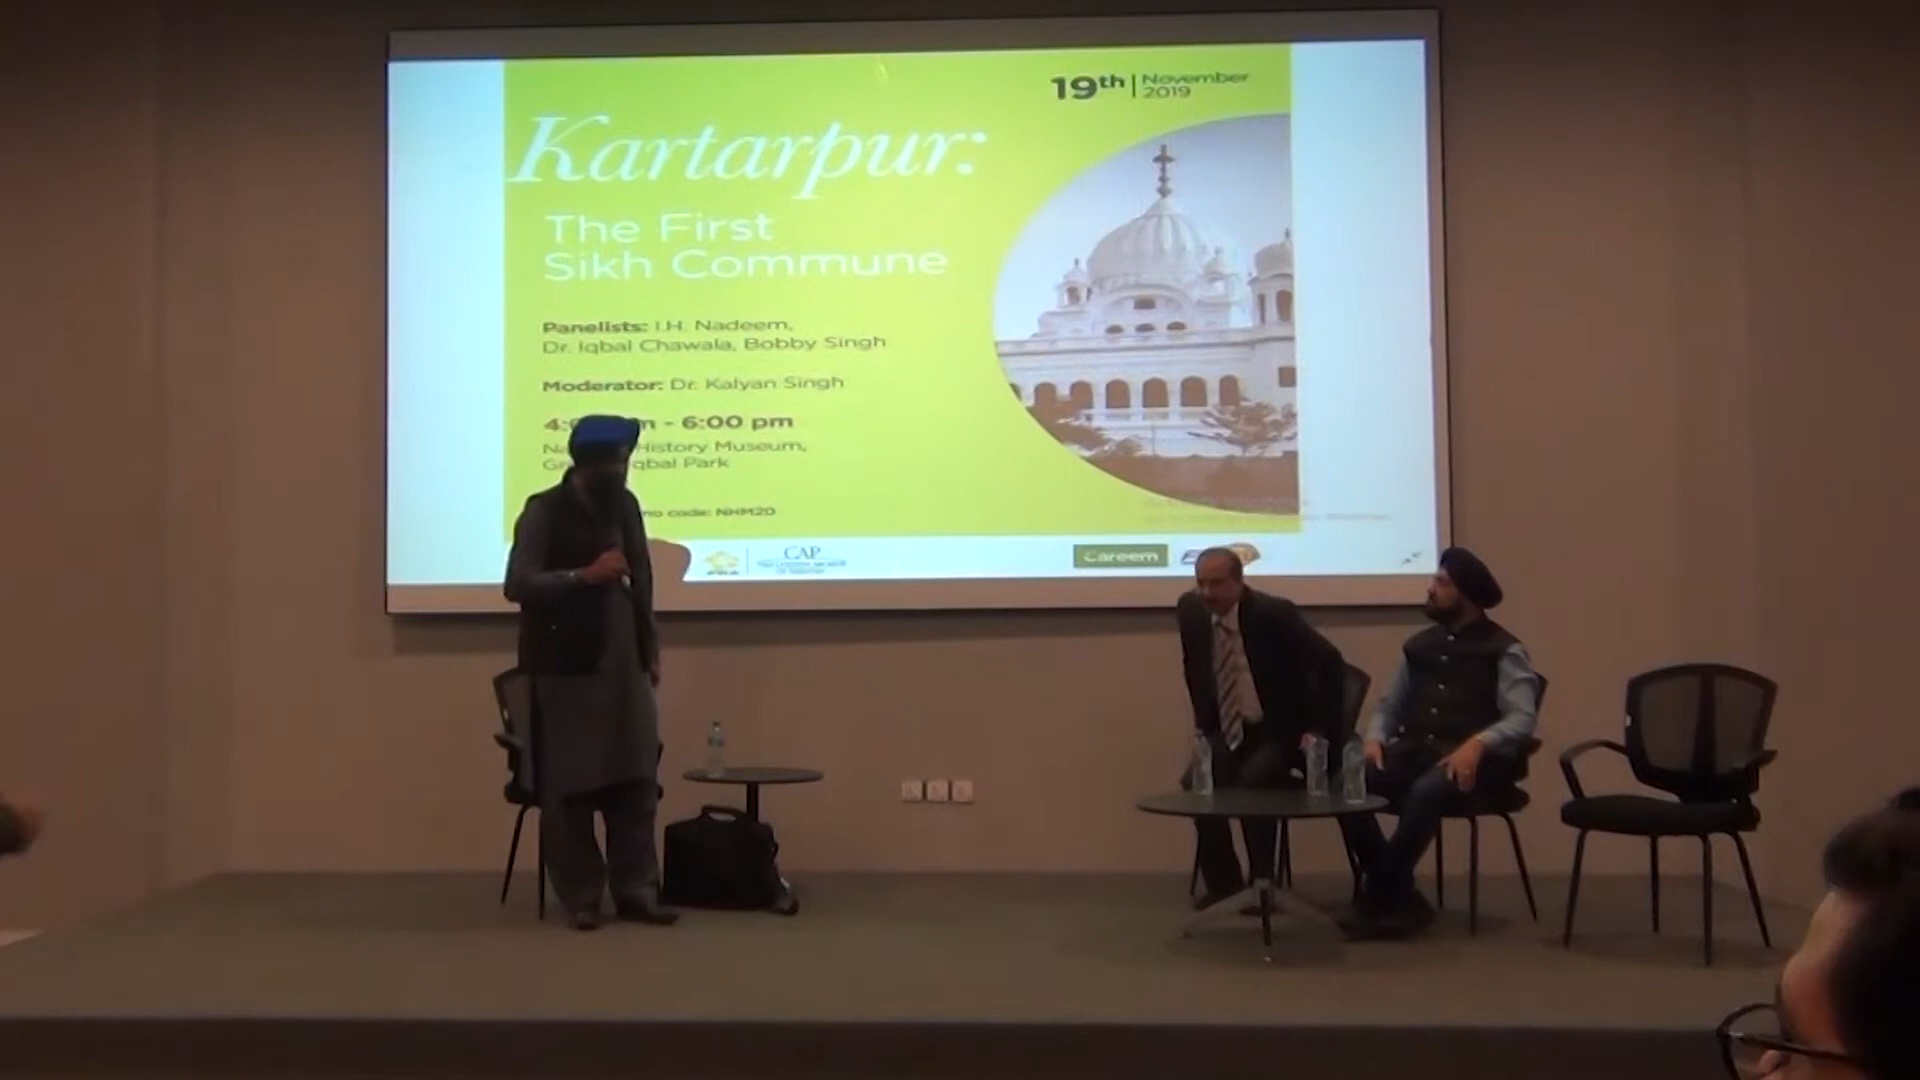 19th | November
2019
Kartarpur:
The First
Sikh Commune
Panelists: I.H. Nadeem,
Dr. Iqbal Chawala, Bobby Singh
Moderator: Dr. Kalyan Singh
- 6:00 pm
History Museum,
Iqbal Park
code: NHM20
CAP
Careem